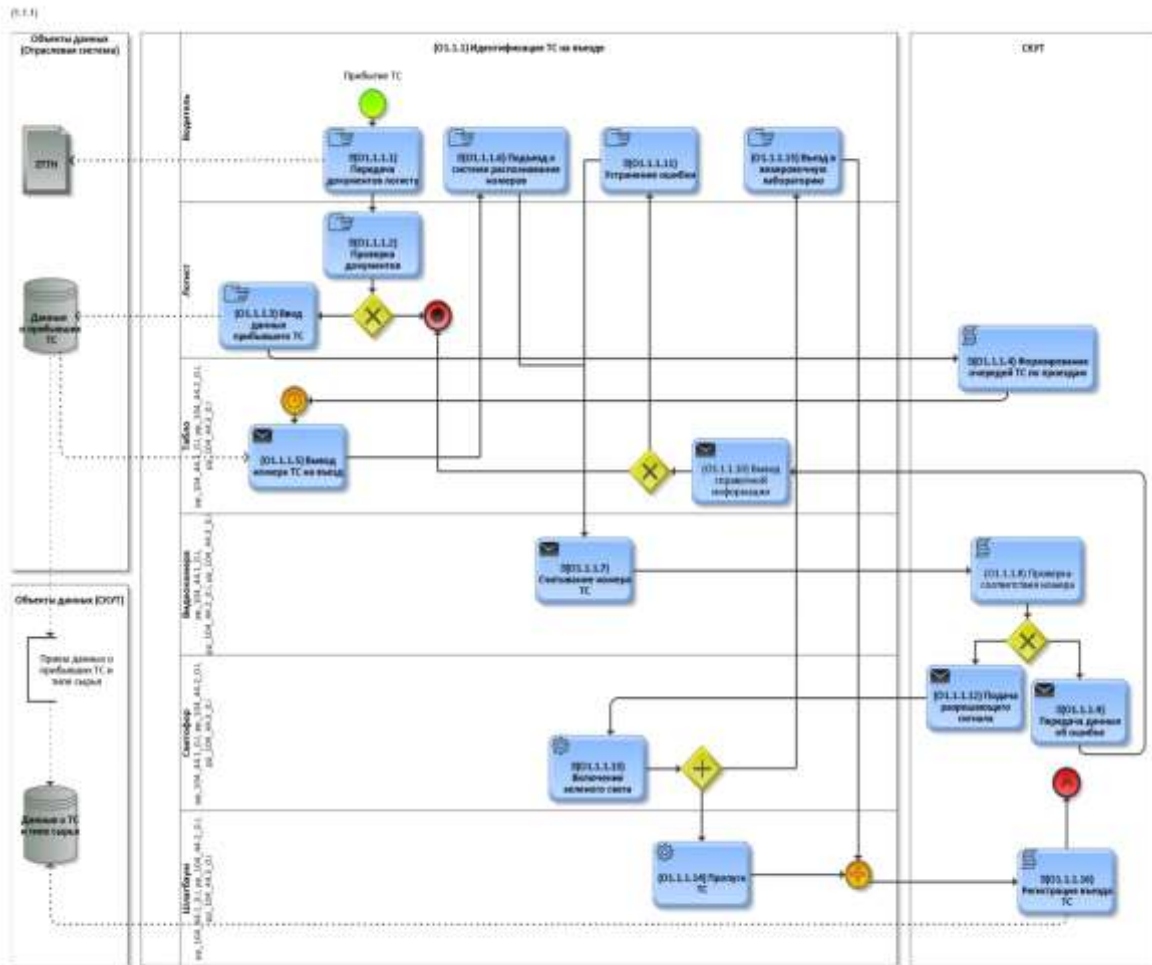 (1.1.1)
Объекты данных
(Отраслевая система)
(О1.1.1) Идентификация ТС на въезде
СКУТ
Прибытие ТС
Водитель
ЭТТН
З(О1.1.1.1)
Передача
документов логисту
З(О1.1.1.6) Подъезд к
системе распознавания
номеров
З(О1.1.1.11)
Устранение ошибки
(О1.1.1.15) Въезд в
визировочную
лабораторию
Логист
З(О1.1.1.2)
Проверка
документов
Данные
о прибывших
ТС
(О1.1.1.3) Ввод
данных
прибывшего ТС
З(О1.1.1.4) Формирование
очередей ТС по проездам
Табло
(О1.1.1.5) Вывод
номера ТС на въезд
(О1.1.1.10) Вывод
справочной
информации
Видеокамера
З(О1.1.1.7)
Считывание номера
ТС
(О1.1.1.8) Проверка
соответствия номера
Объекты данных (СКУТ)
Прием данных о
прибывших ТС и
типе сырья
Светофор
(О1.1.1.12) Подача
разрешающего
сигнала
З(О1.1.1.9)
Передача данных
об ошибке
З(О1.1.1.13)
Включение
зеленого света
Данные о ТС
и типе сырья
Шлагбаум
(О1.1.1.14) Пропуск
ТС
З(О1.1.1.16)
Регистрация въезда
ТС